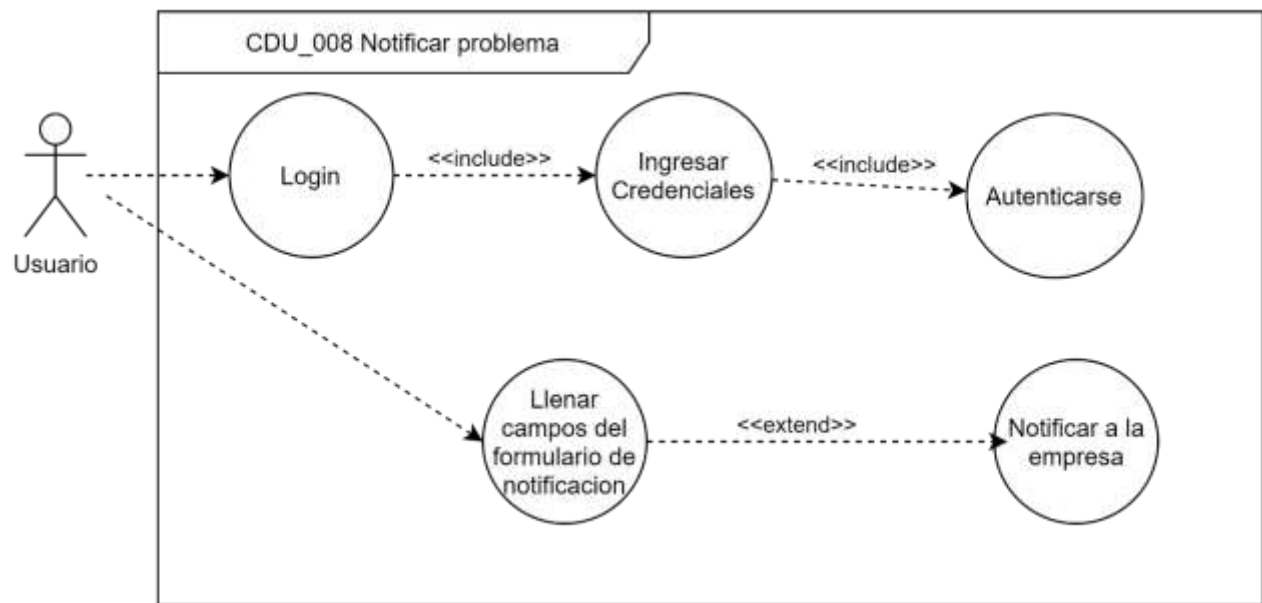 CDU_008 Notificar problema
Usuario
Login
<<include>>
Ingresar
Credenciales
<<include>>
Autenticarse
Llenar
campos del
formulario de
notificacion
<<extend>>
Notificar a la
empresa